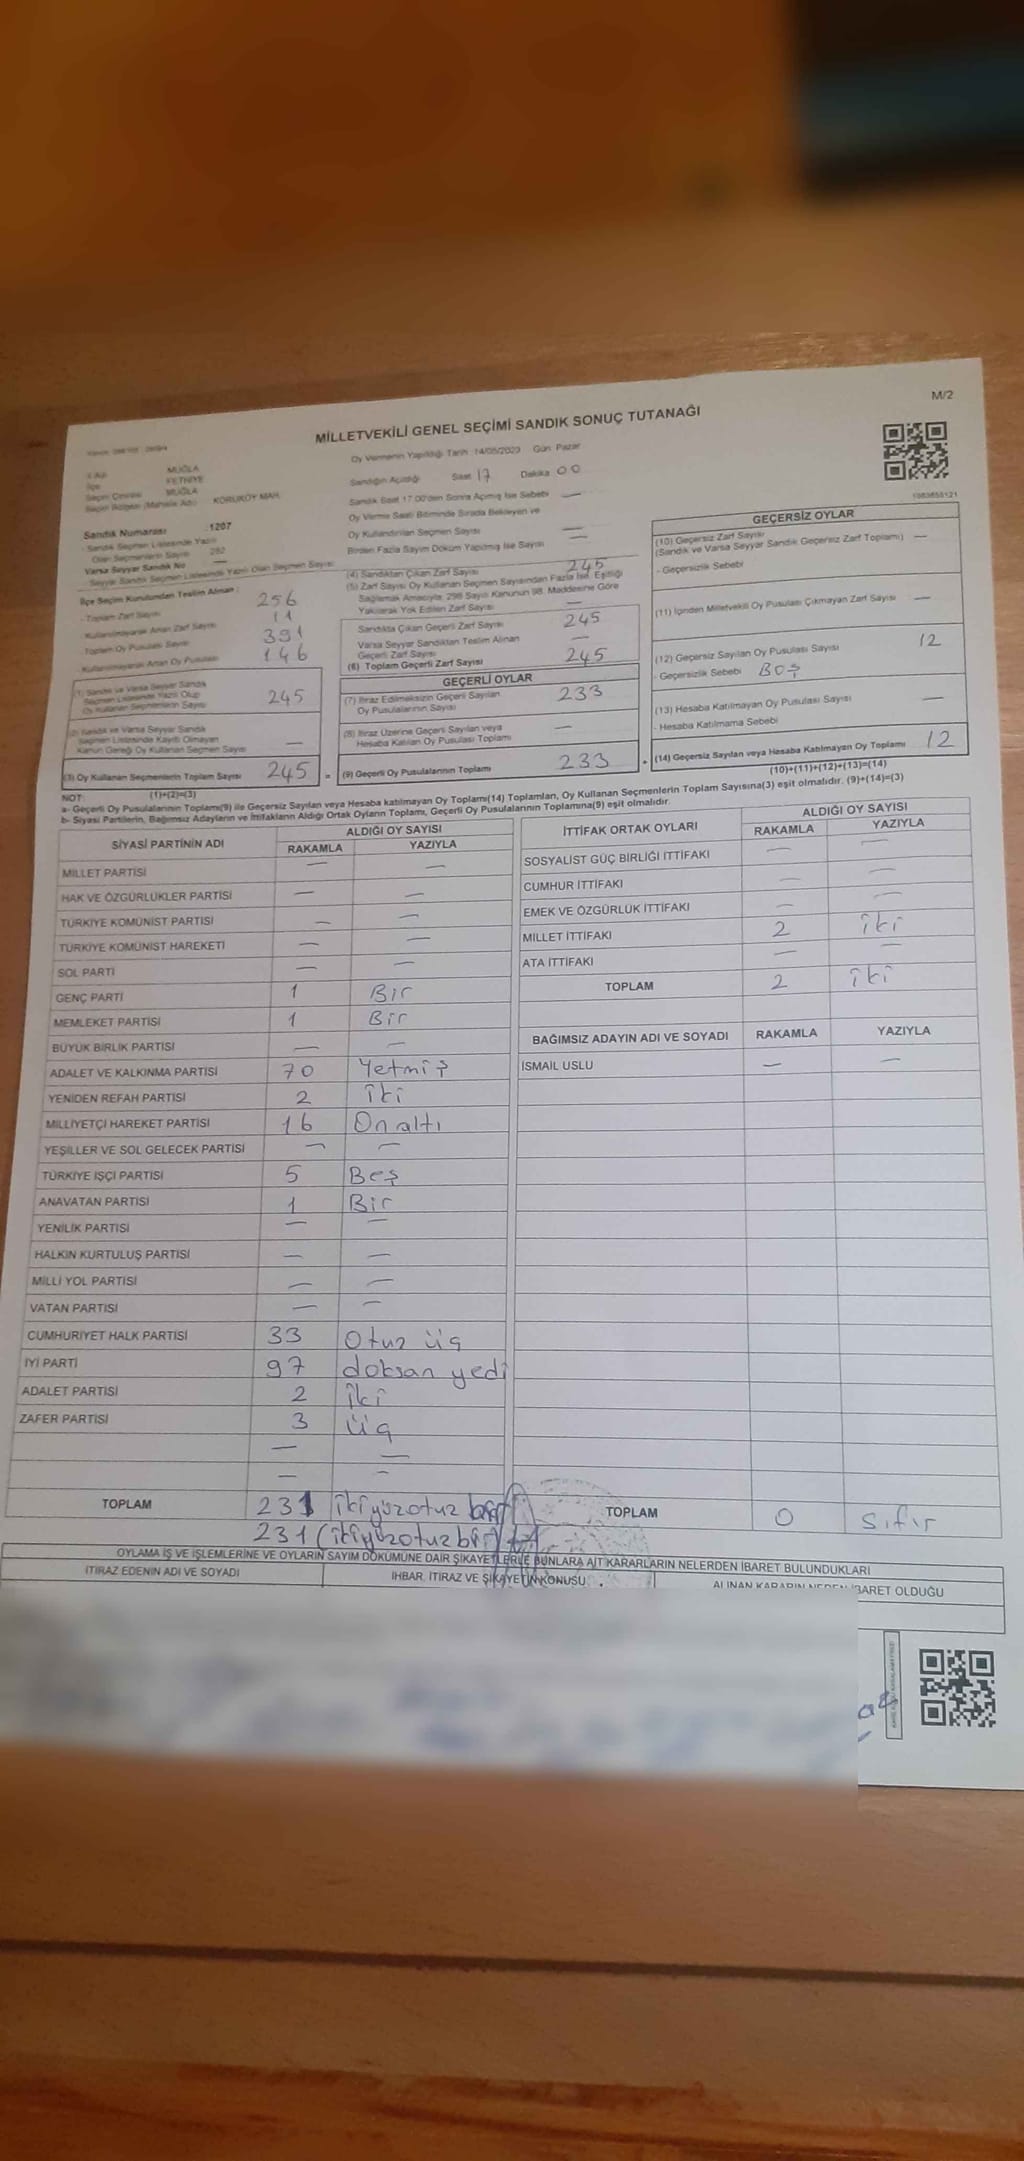 M/2
MİLLETVEKİLİ GENEL SEÇİMİ SANDIK SONUÇ TUTANAĞI
1083655121
İl Adı MUĞLA
İlçe FETHİYE
Seçim Çevresi MUĞLA
Seçim Bölgesi (Mahalle Adı) KORUKÖY MAH.
Sandık Numarası :1207
Sandık Seçmen Listesinde Yazılı
Olan Seçmenlerin Sayısı 282
Varsa Seyyar Sandık No —
Seyyar Sandık Seçmen Listesinde Yazılı Olan Seçmen Sayısı
İlçe Seçim Kurulundan Teslim Alınan :
- Toplam Zarf Sayısı 256
Kullanılmayarak Artan Zarf Sayısı 11
Toplam Oy Pusulası Sayısı 391
- Kullanılmayarak Artan Oy Pusulası 146
(1) Sandık ve Varsa Seyyar Sandık
Seçmen Listesinde Yazılı Olup
Oy Kullanan Seçmenlerin Sayısı 245
(2) Sandık ve Varsa Seyyar Sandık
Seçmen Listesinde Kayıtlı Olmayan
Kanun Gereği Oy Kullanan Seçmen Sayısı —
(3) Oy Kullanan Seçmenlerin Toplam Sayısı 245 =
(1)+(2)=(3)
Oy Vermenin Yapıldığı Tarih :14/05/2023 Gün: Pazar
Sandığın Açıldığı Saat 17 Dakika 00
Sandık Saat 17:00'den Sonra Açılmış İse Sebebi —
Oy Verme Saati Bitiminde Sırada Bekleyen ve
Oy Kullandırılan Seçmen Sayısı —
Birden Fazla Sayım Döküm Yapılmış İse Sayısı —
(4) Sandıktan Çıkan Zarf Sayısı 245
(5) Zarf Sayısı Oy Kullanan Seçmen Sayısından Fazla İse, Eşitliği
Sağlamak Amacıyla, 298 Sayılı Kanunun 98. Maddesine Göre
Yakılarak Yok Edilen Zarf Sayısı —
Sandıkta Çıkan Geçerli Zarf Sayısı 245
Varsa Seyyar Sandıktan Teslim Alınan
Geçerli Zarf Sayısı —
(6) Toplam Geçerli Zarf Sayısı 245
GEÇERLİ OYLAR
(7) İtiraz Edilmeksizin Geçerli Sayılan
Oy Pusulalarının Sayısı 233
(8) İtiraz Üzerine Geçerli Sayılan veya
Hesaba Katılan Oy Pusulası Toplamı —
(9) Geçerli Oy Pusulalarının Toplamı 233 +
GEÇERSİZ OYLAR
(10) Geçersiz Zarf Sayısı
(Sandık ve Varsa Seyyar Sandık Geçersiz Zarf Toplamı) —
- Geçersizlik Sebebi
(11) İçinden Milletvekili Oy Pusulası Çıkmayan Zarf Sayısı —
(12) Geçersiz Sayılan Oy Pusulası Sayısı 12
- Geçersizlik Sebebi BOŞ
(13) Hesaba Katılmayan Oy Pusulası Sayısı —
- Hesaba Katılmama Sebebi
(14) Geçersiz Sayılan veya Hesaba Katılmayan Oy Toplamı 12
(10)+(11)+(12)+(13)=(14)
NOT:
a- Geçerli Oy Pusulalarının Toplamı(9) ile Geçersiz Sayılan veya Hesaba katılmayan Oy Toplamı(14) Toplamları, Oy Kullanan Seçmenlerin Toplam Sayısına(3) eşit olmalıdır. (9)+(14)=(3)
b- Siyasi Partilerin, Bağımsız Adayların ve İttifakların Aldığı Ortak Oyların Toplamı, Geçerli Oy Pusulalarının Toplamına(9) eşit olmalıdır.
SİYASİ PARTİNİN ADI ALDIĞI OY SAYISI
RAKAMLA YAZIYLA
MİLLET PARTİSİ — —
HAK VE ÖZGÜRLÜKLER PARTİSİ — —
TÜRKİYE KOMÜNİST PARTİSİ — —
TÜRKİYE KOMÜNİST HAREKETİ — —
SOL PARTİ — —
GENÇ PARTİ 1 Bir
MEMLEKET PARTİSİ 1 Bir
BÜYÜK BİRLİK PARTİSİ — —
ADALET VE KALKINMA PARTİSİ 70 Yetmiş
YENİDEN REFAH PARTİSİ 2 İki
MİLLİYETÇİ HAREKET PARTİSİ 16 Onaltı
YEŞİLLER VE SOL GELECEK PARTİSİ — —
TÜRKİYE İŞÇİ PARTİSİ 5 Beş
ANAVATAN PARTİSİ 1 Bir
YENİLİK PARTİSİ — —
HALKIN KURTULUŞ PARTİSİ — —
MİLLİ YOL PARTİSİ — —
VATAN PARTİSİ — —
CUMHURİYET HALK PARTİSİ 33 Otuz üç
İYİ PARTİ 97 doksan yedi
ADALET PARTİSİ 2 İki
ZAFER PARTİSİ 3 üç
— —
— —
TOPLAM 231 ikiyüzotuz bir
231 (ikiyüzotuzbir)
İTTİFAK ORTAK OYLARI ALDIĞI OY SAYISI
RAKAMLA YAZIYLA
SOSYALİST GÜÇ BİRLİĞİ İTTİFAKI — —
CUMHUR İTTİFAKI — —
EMEK VE ÖZGÜRLÜK İTTİFAKI — —
MİLLET İTTİFAKI 2 iki
ATA İTTİFAKI — —
TOPLAM 2 iki
BAĞIMSIZ ADAYIN ADI VE SOYADI RAKAMLA YAZIYLA
İSMAİL USLU — —
TOPLAM 0 Sıfır
OYLAMA İŞ VE İŞLEMLERİNE VE OYLARIN SAYIM DÖKÜMÜNE DAİR ŞİKAYETLERLE BUNLARA AİT KARARLARIN NELERDEN İBARET BULUNDUKLARI
İTİRAZ EDENİN ADI VE SOYADI İHBAR, İTİRAZ VE ŞİKAYETİN KONUSU ALINAN KARARIN NEDEN İBARET OLDUĞU